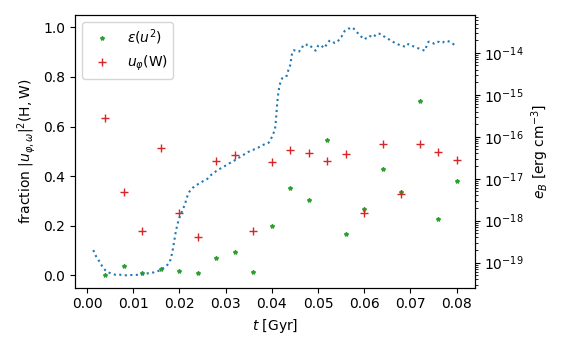 1.0
0.8
0.6
0.4
0.2
0.0
fraction |u_{φ,ω}|²(H, W)
ε(u²)
u_φ(W)
10⁻¹⁴
10⁻¹⁵
10⁻¹⁶
10⁻¹⁷
10⁻¹⁸
10⁻¹⁹
e_B [erg cm⁻³]
0.00 0.01 0.02 0.03 0.04 0.05 0.06 0.07 0.08
t [Gyr]